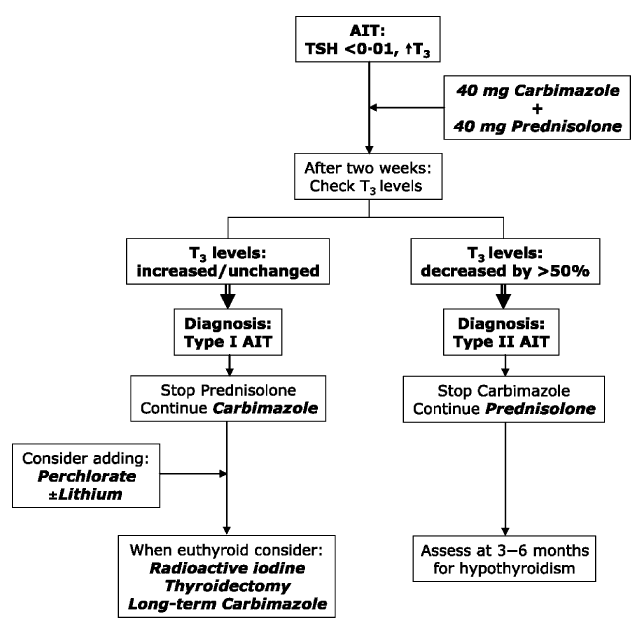 AIT:
TSH <0·01, ↑T₃
40 mg Carbimazole
+
40 mg Prednisolone
After two weeks:
Check T₃ levels
T₃ levels:
increased/unchanged
T₃ levels:
decreased by >50%
Diagnosis:
Type I AIT
Diagnosis:
Type II AIT
Stop Prednisolone
Continue Carbimazole
Stop Carbimazole
Continue Prednisolone
Consider adding:
Perchlorate
±Lithium
When euthyroid consider:
Radioactive iodine
Thyroidectomy
Long-term Carbimazole
Assess at 3–6 months
for hypothyroidism